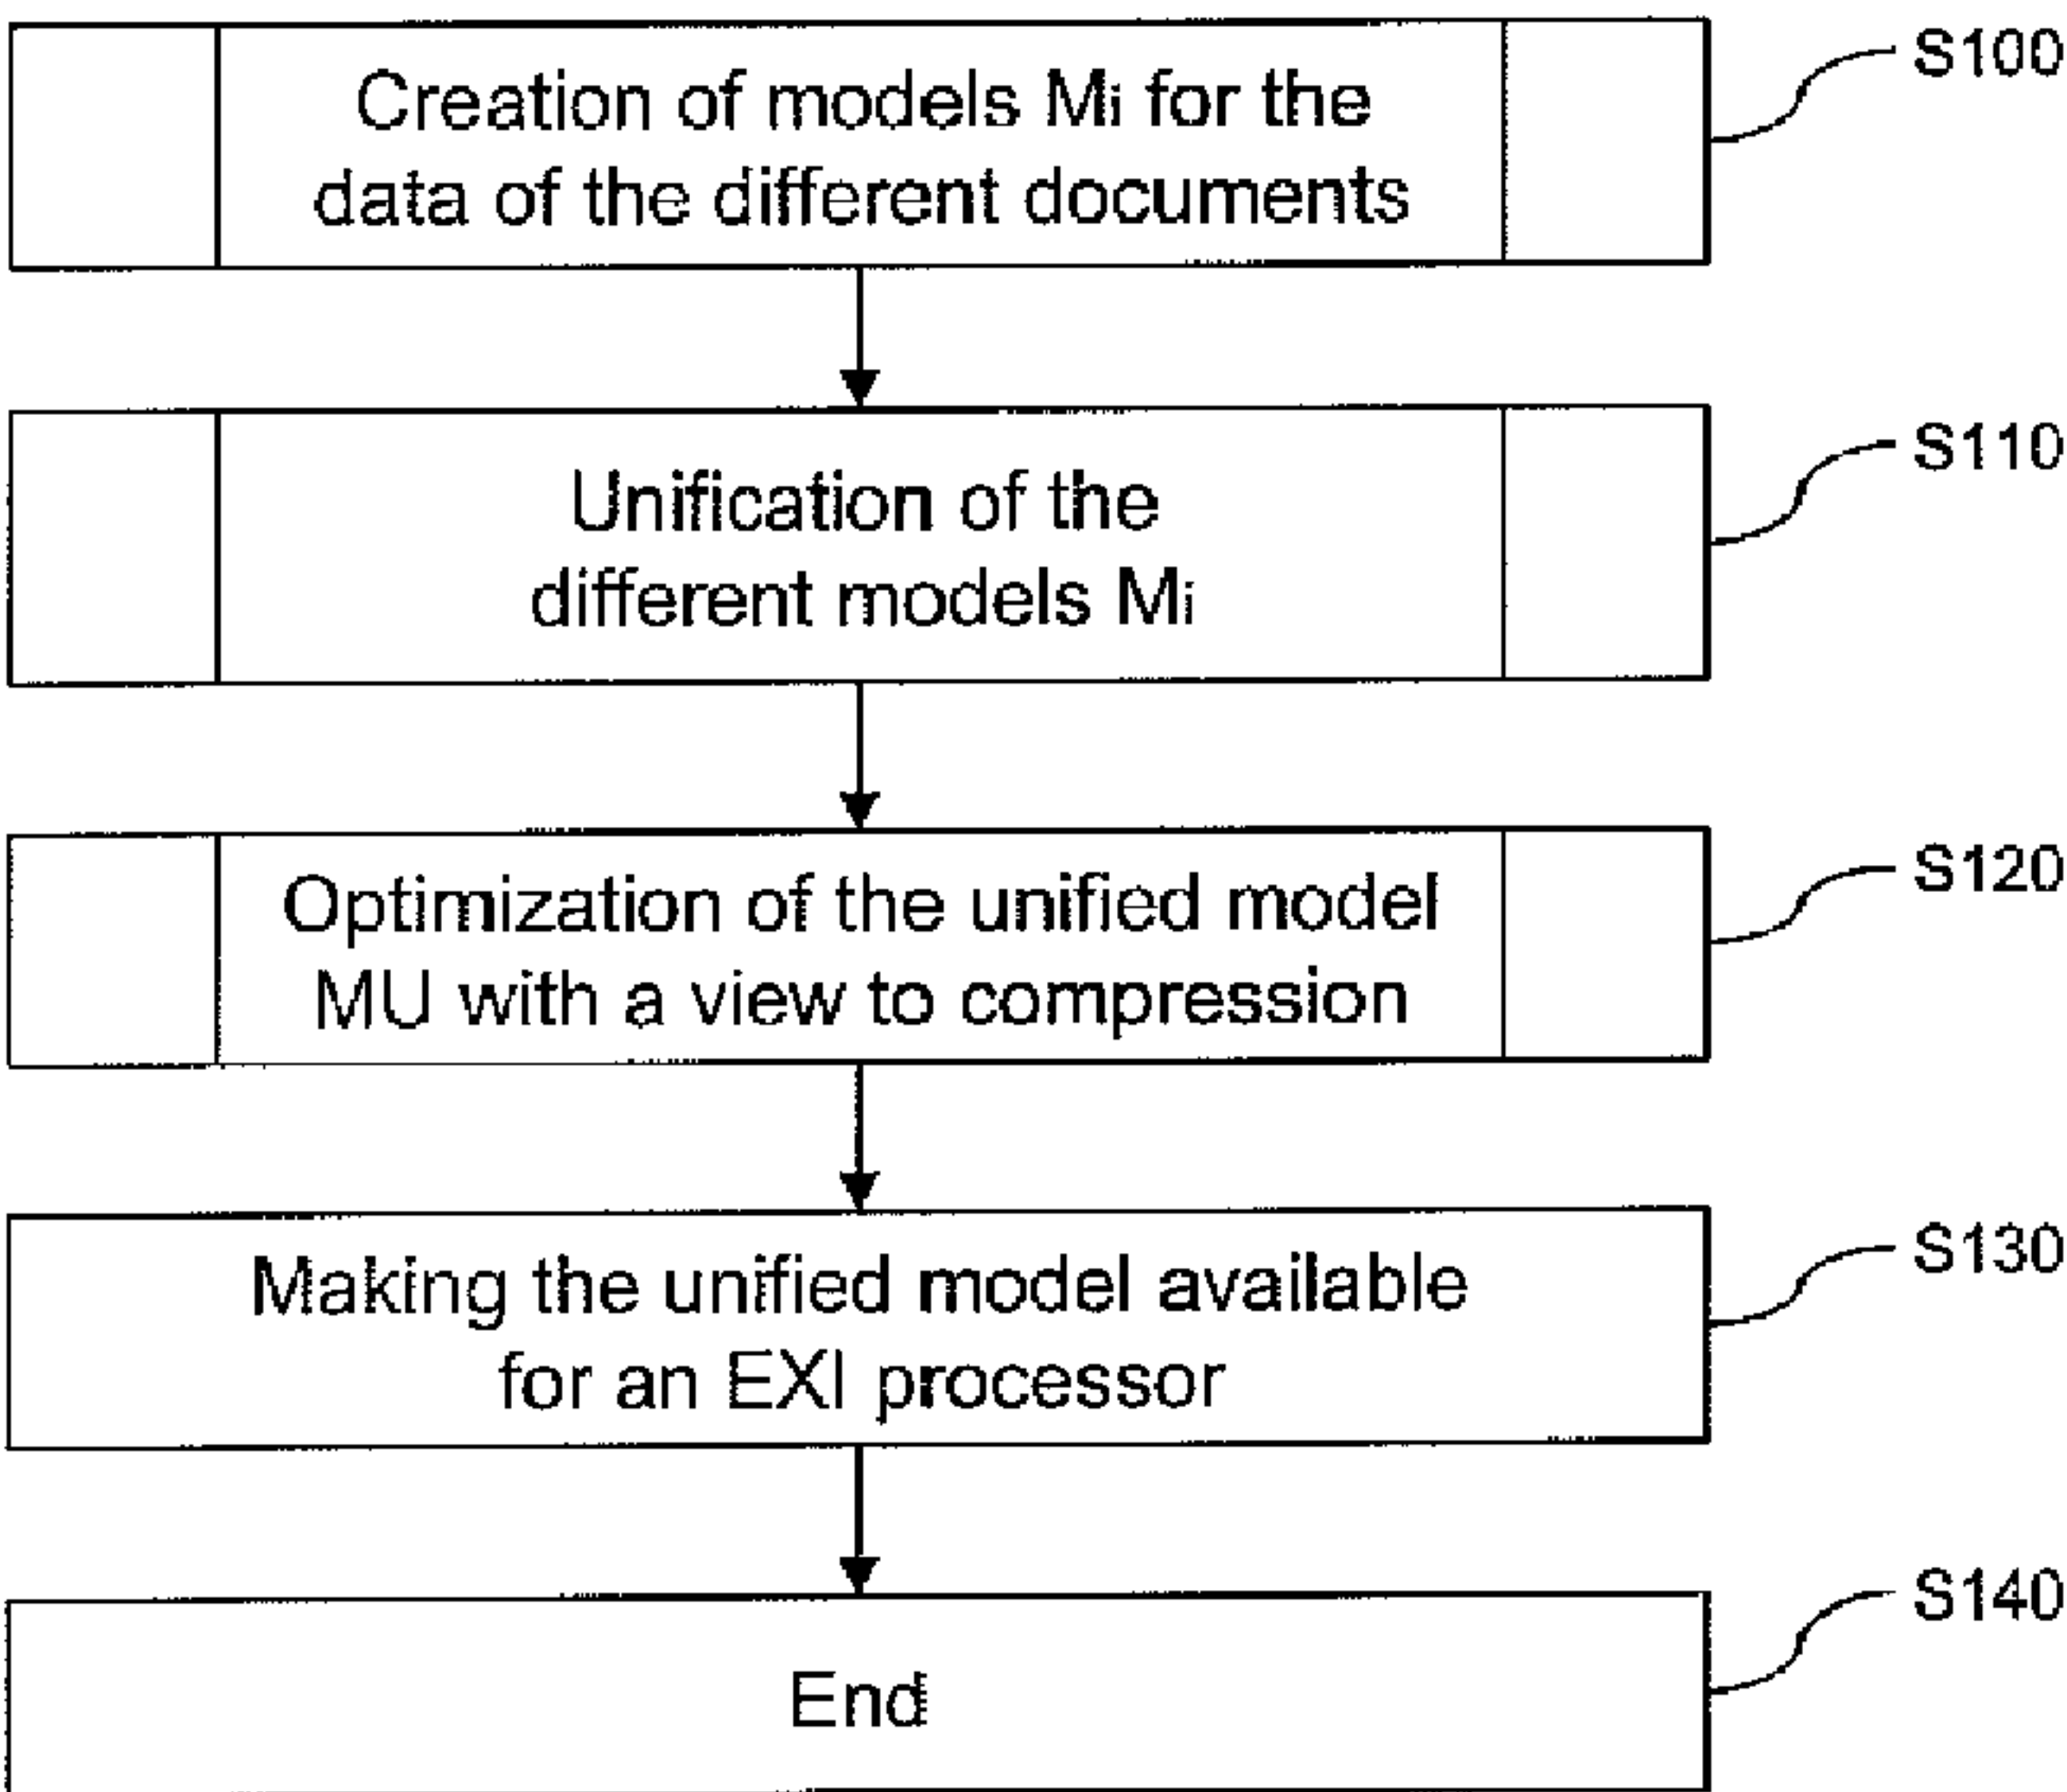 Creation of models Mi for the
data of the different documents
S100
Unification of the
different models Mi
S110
Optimization of the unified model
MU with a view to compression
S120
Making the unified model available
for an EXI processor
S130
End
S140